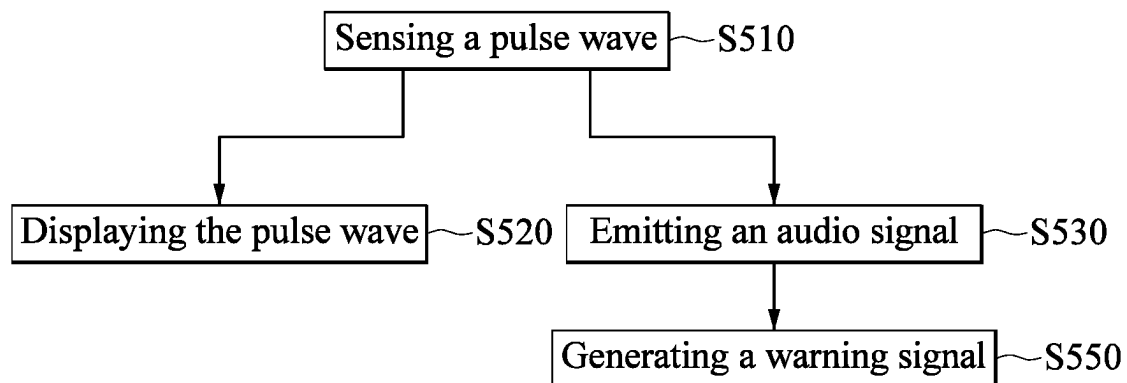 Sensing a pulse wave S510
Displaying the pulse wave S520
Emitting an audio signal S530
Generating a warning signal S550